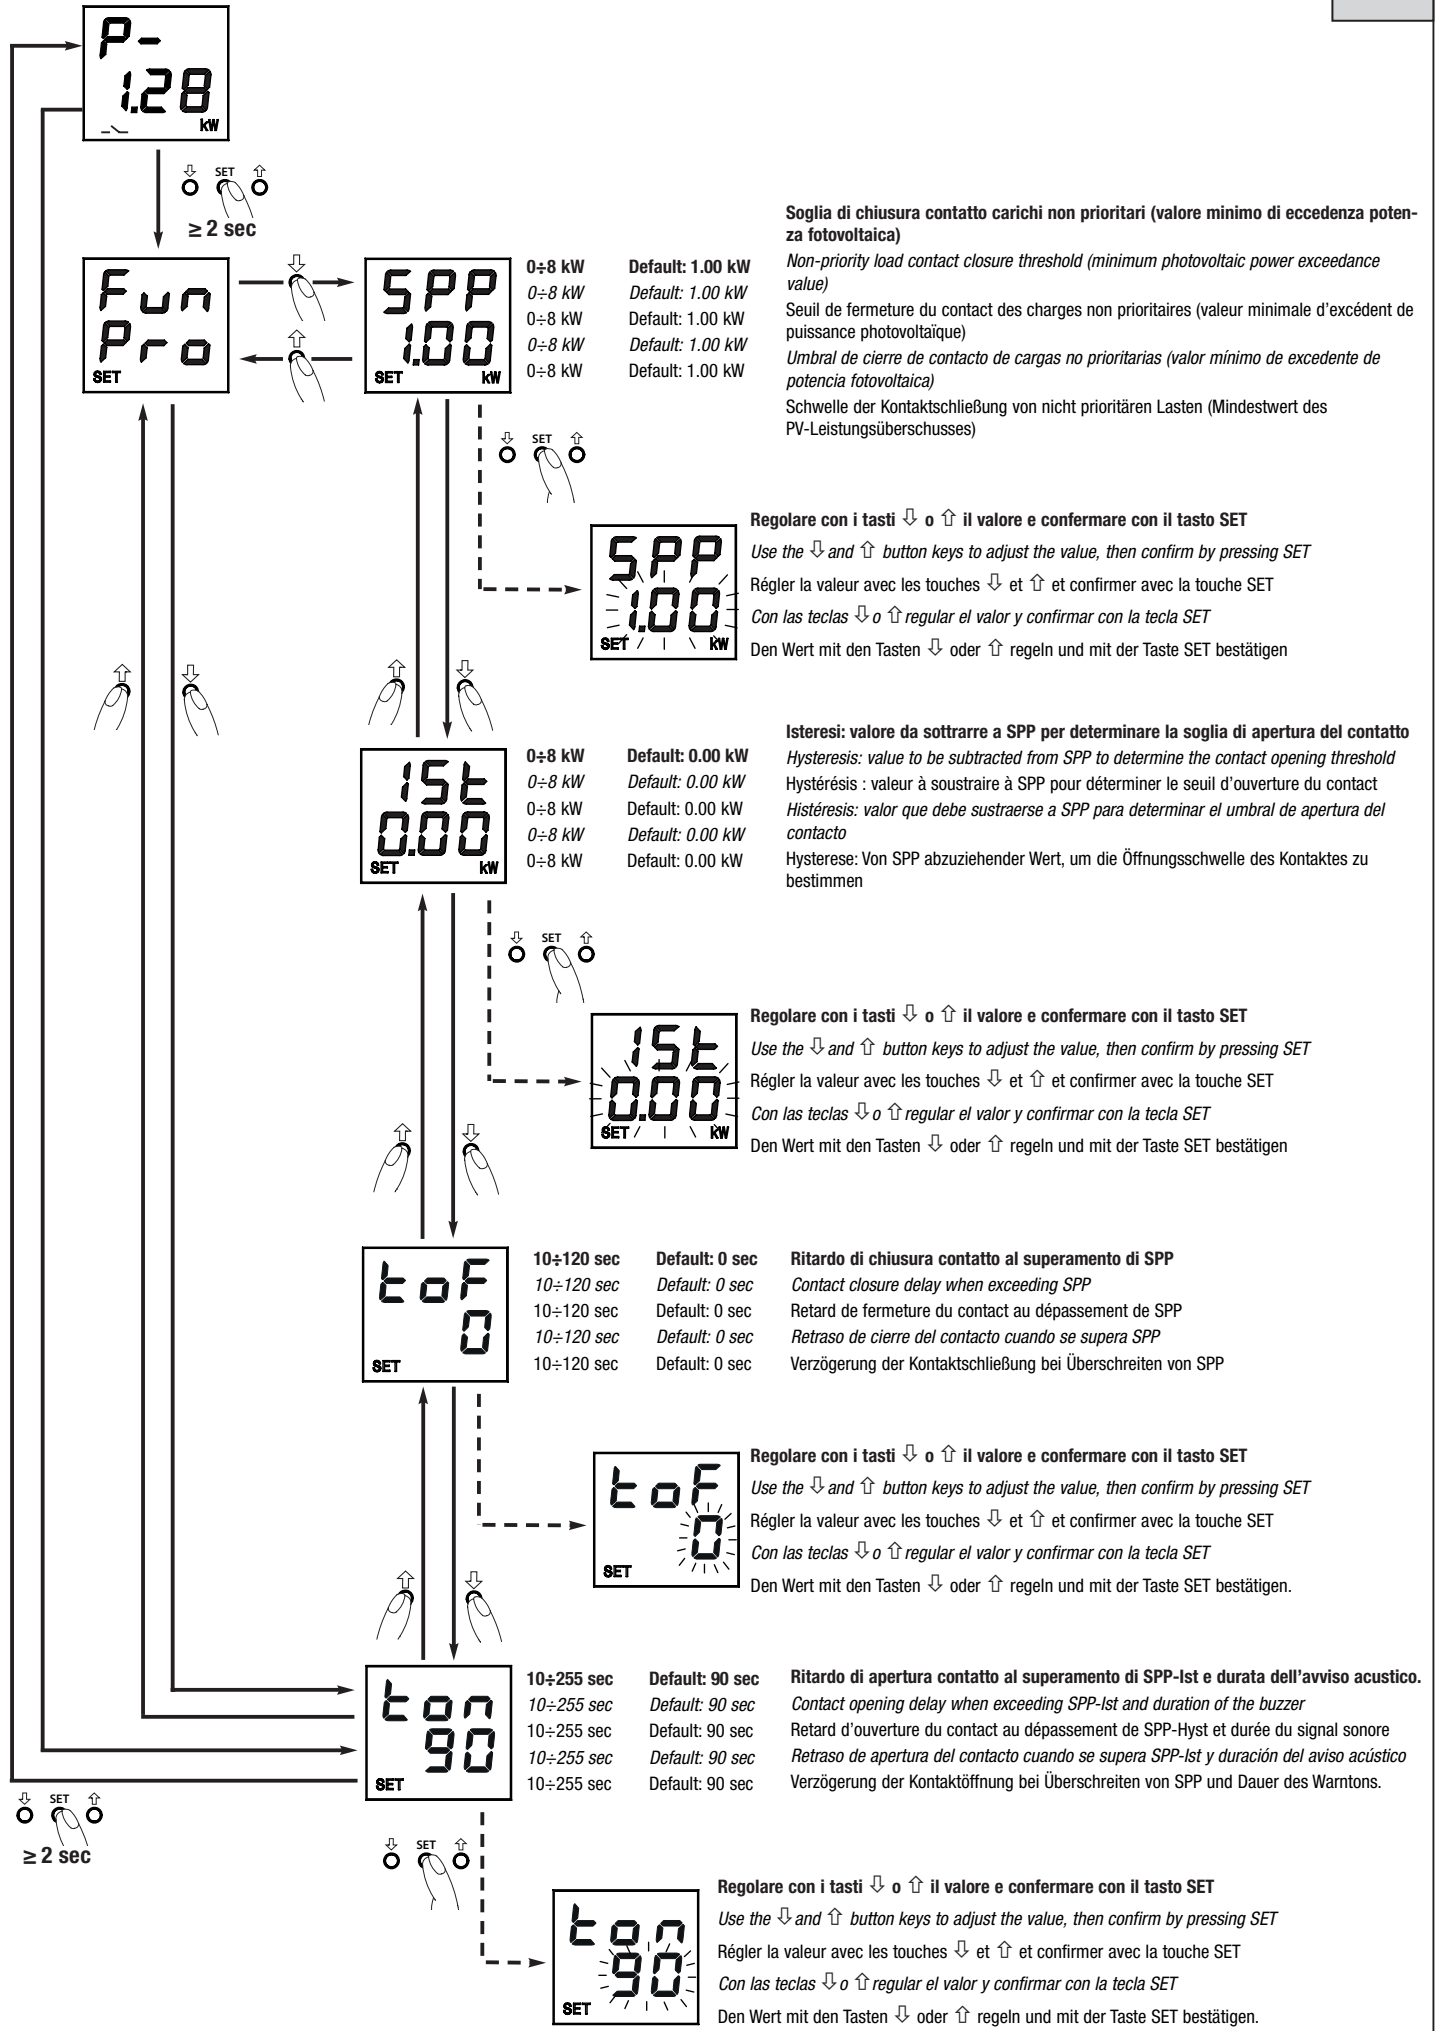 P-
1.28
kW
⇩ SET ⇧
≥ 2 sec
Fun
Pro
SET
⇩
⇧
SPP
1.00
SET kW
0÷8 kW Default: 1.00 kW
0÷8 kW Default: 1.00 kW
0÷8 kW Default: 1.00 kW
0÷8 kW Default: 1.00 kW
0÷8 kW Default: 1.00 kW
Soglia di chiusura contatto carichi non prioritari (valore minimo di eccedenza poten-
za fotovoltaica)
Non-priority load contact closure threshold (minimum photovoltaic power exceedance
value)
Seuil de fermeture du contact des charges non prioritaires (valeur minimale d'excédent de
puissance photovoltaïque)
Umbral de cierre de contacto de cargas no prioritarias (valor mínimo de excedente de
potencia fotovoltaica)
Schwelle der Kontaktschließung von nicht prioritären Lasten (Mindestwert des
PV-Leistungsüberschusses)
⇩ SET ⇧
SPP
1.00
SET kW
Regolare con i tasti ⇩ o ⇧ il valore e confermare con il tasto SET
Use the ⇩ and ⇧ button keys to adjust the value, then confirm by pressing SET
Régler la valeur avec les touches ⇩ et ⇧ et confirmer avec la touche SET
Con las teclas ⇩ o ⇧ regular el valor y confirmar con la tecla SET
Den Wert mit den Tasten ⇩ oder ⇧ regeln und mit der Taste SET bestätigen
⇧ ⇩ ⇧ ⇩
ISt
0.00
SET kW
0÷8 kW Default: 0.00 kW
0÷8 kW Default: 0.00 kW
0÷8 kW Default: 0.00 kW
0÷8 kW Default: 0.00 kW
0÷8 kW Default: 0.00 kW
Isteresi: valore da sottrarre a SPP per determinare la soglia di apertura del contatto
Hysteresis: value to be subtracted from SPP to determine the contact opening threshold
Hystérésis : valeur à soustraire à SPP pour déterminer le seuil d'ouverture du contact
Histéresis: valor que debe sustraerse a SPP para determinar el umbral de apertura del
contacto
Hysterese: Von SPP abzuziehender Wert, um die Öffnungsschwelle des Kontaktes zu
bestimmen
⇩ SET ⇧
ISt
0.00
SET kW
Regolare con i tasti ⇩ o ⇧ il valore e confermare con il tasto SET
Use the ⇩ and ⇧ button keys to adjust the value, then confirm by pressing SET
Régler la valeur avec les touches ⇩ et ⇧ et confirmer avec la touche SET
Con las teclas ⇩ o ⇧ regular el valor y confirmar con la tecla SET
Den Wert mit den Tasten ⇩ oder ⇧ regeln und mit der Taste SET bestätigen
⇧ ⇩
toF
0
SET
10÷120 sec Default: 0 sec Ritardo di chiusura contatto al superamento di SPP
10÷120 sec Default: 0 sec Contact closure delay when exceeding SPP
10÷120 sec Default: 0 sec Retard de fermeture du contact au dépassement de SPP
10÷120 sec Default: 0 sec Retraso de cierre del contacto cuando se supera SPP
10÷120 sec Default: 0 sec Verzögerung der Kontaktschließung bei Überschreiten von SPP
toF
0
SET
Regolare con i tasti ⇩ o ⇧ il valore e confermare con il tasto SET
Use the ⇩ and ⇧ button keys to adjust the value, then confirm by pressing SET
Régler la valeur avec les touches ⇩ et ⇧ et confirmer avec la touche SET
Con las teclas ⇩ o ⇧ regular el valor y confirmar con la tecla SET
Den Wert mit den Tasten ⇩ oder ⇧ regeln und mit der Taste SET bestätigen.
⇧ ⇩
ton
90
SET
10÷255 sec Default: 90 sec Ritardo di apertura contatto al superamento di SPP-Ist e durata dell'avviso acustico.
10÷255 sec Default: 90 sec Contact opening delay when exceeding SPP-Ist and duration of the buzzer
10÷255 sec Default: 90 sec Retard d'ouverture du contact au dépassement de SPP-Hyst et durée du signal sonore
10÷255 sec Default: 90 sec Retraso de apertura del contacto cuando se supera SPP-Ist y duración del aviso acústico
10÷255 sec Default: 90 sec Verzögerung der Kontaktöffnung bei Überschreiten von SPP und Dauer des Warntons.
⇩ SET ⇧
≥ 2 sec
⇩ SET ⇧
ton
90
SET
Regolare con i tasti ⇩ o ⇧ il valore e confermare con il tasto SET
Use the ⇩ and ⇧ button keys to adjust the value, then confirm by pressing SET
Régler la valeur avec les touches ⇩ et ⇧ et confirmer avec la touche SET
Con las teclas ⇩ o ⇧ regular el valor y confirmar con la tecla SET
Den Wert mit den Tasten ⇩ oder ⇧ regeln und mit der Taste SET bestätigen.